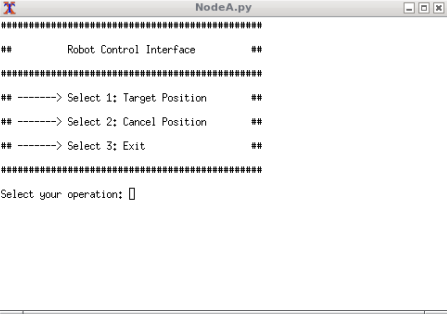 NodeA.py
###############################################
## Robot Control Interface ##
###############################################
## -------> Select 1: Target Position ##
## -------> Select 2: Cancel Position ##
## -------> Select 3: Exit ##
###############################################
Select your operation: